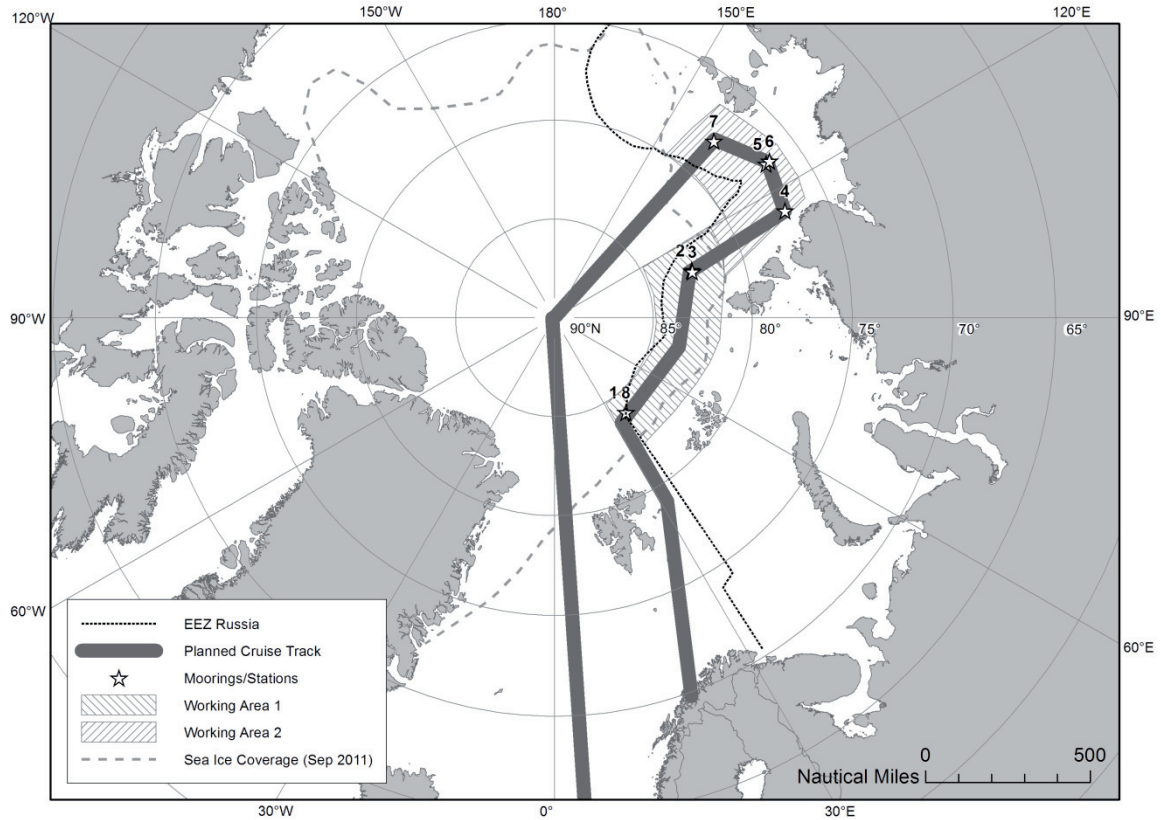 120°W
150°W
180°
150°E
120°E
7
5 6
4
2 3
90°W
90°N
85°
80°
75°
70°
65°
90°E
1 8
60°W
60°E
EEZ Russia
Planned Cruise Track
Moorings/Stations
Working Area 1
Working Area 2
Sea Ice Coverage (Sep 2011)
0
500
Nautical Miles
30°W
0°
30°E